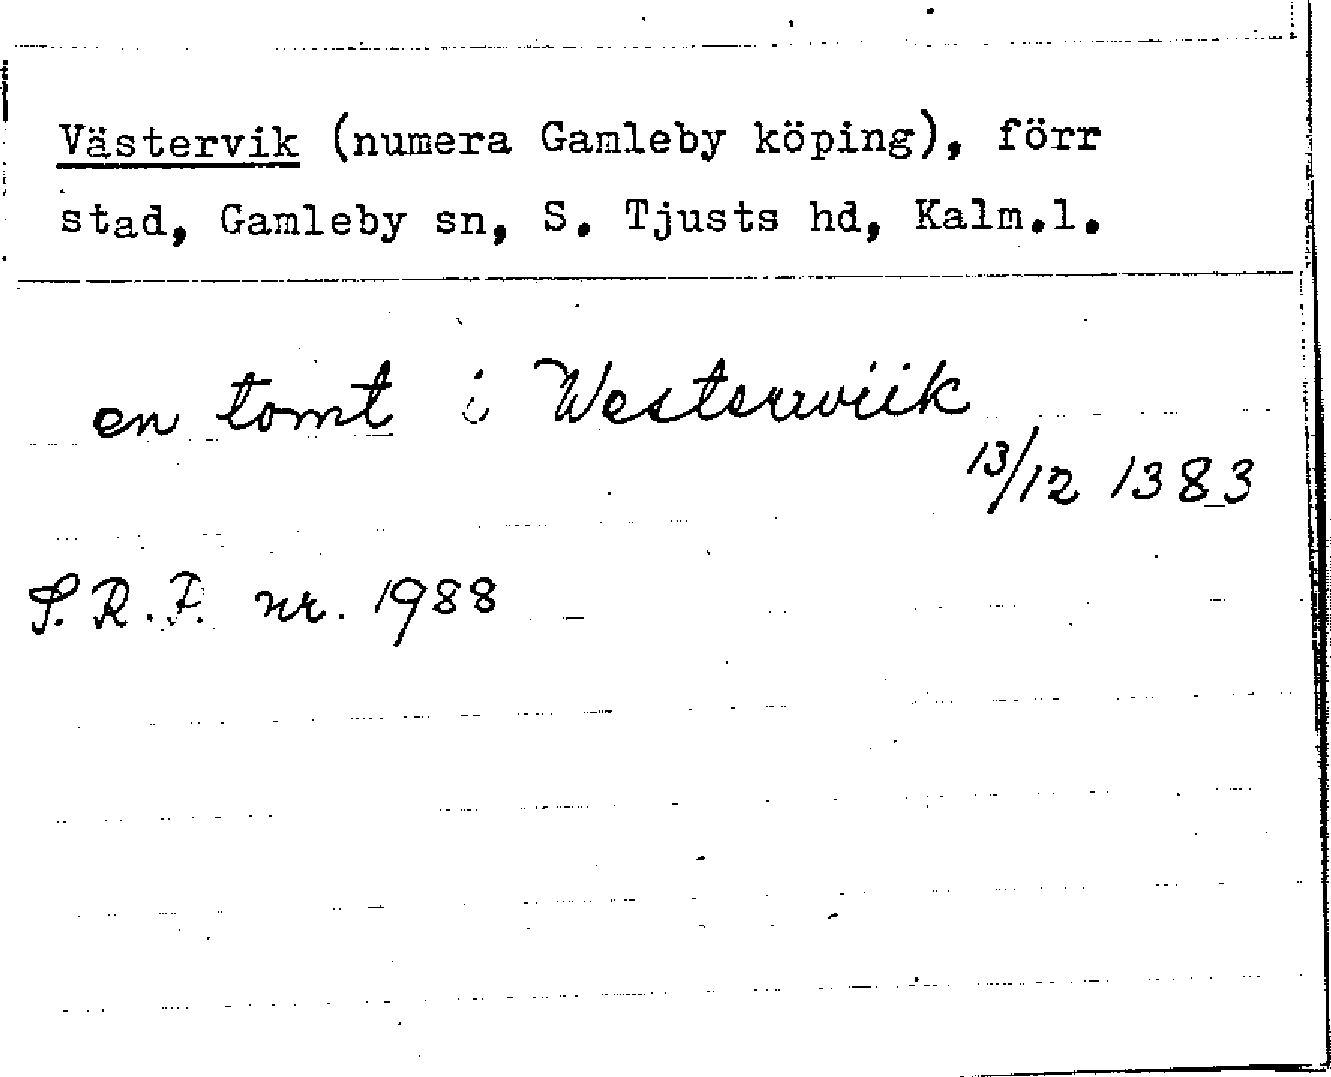 Västervik (numera Gamleby köping), förr
stad, Gamleby sn, S. Tjusts hd, Kalm.l.
en tomt i Westerwiik
13/12 1383
S.R.P. nr. 1988